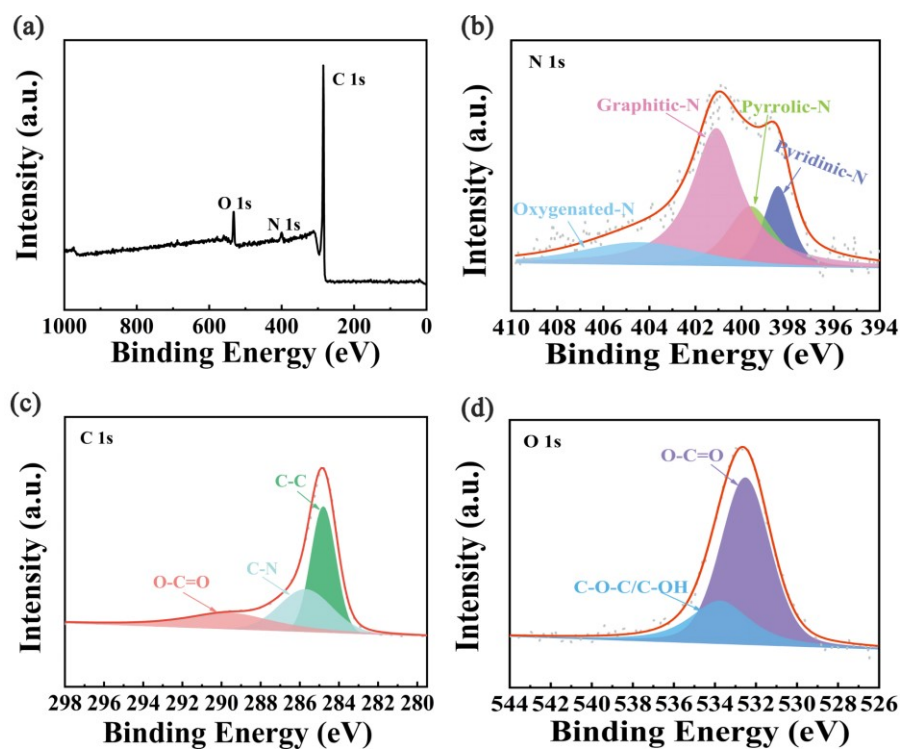 (a)
Intensity (a.u.)
C 1s
O 1s
N 1s
1000 800 600 400 200 0
Binding Energy (eV)
(b)
Intensity (a.u.)
N 1s
Graphitic-N
Pyrrolic-N
Pyridinic-N
Oxygenated-N
410 408 406 404 402 400 398 396 394
Binding Energy (eV)
(c)
Intensity (a.u.)
C 1s
C-C
C-N
O-C=O
298 296 294 292 290 288 286 284 282 280
Binding Energy (eV)
(d)
Intensity (a.u.)
O 1s
O-C=O
C-O-C/C-OH
544 542 540 538 536 534 532 530 528 526
Binding Energy (eV)